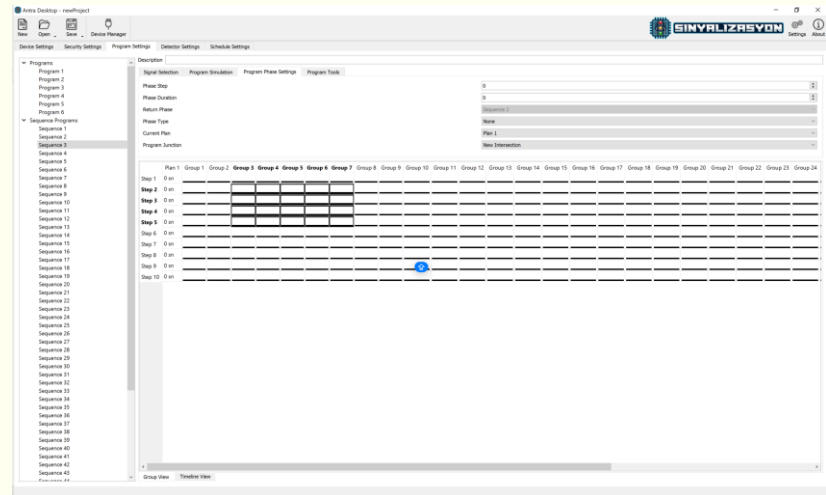 Antra Desktop - newProject
New Open Save Device Manager
SINYALIZASYON
Settings About
Device Settings Security Settings Program Settings Detector Settings Schedule Settings
Programs
Program 1
Program 2
Program 3
Program 4
Program 5
Program 6
Sequence Programs
Sequence 1
Sequence 2
Sequence 3
Sequence 4
Sequence 5
Sequence 6
Sequence 7
Sequence 8
Sequence 9
Sequence 10
Sequence 11
Sequence 12
Sequence 13
Sequence 14
Sequence 15
Sequence 16
Sequence 17
Sequence 18
Sequence 19
Sequence 20
Sequence 21
Sequence 22
Sequence 23
Sequence 24
Sequence 25
Sequence 26
Sequence 27
Sequence 28
Sequence 29
Sequence 30
Sequence 31
Sequence 32
Sequence 33
Sequence 34
Sequence 35
Sequence 36
Sequence 37
Sequence 38
Sequence 39
Sequence 40
Sequence 41
Sequence 42
Sequence 43
Sequence 44
Description
Signal Selection Program Simulation Program Phase Settings Program Tools
Phase Step 0
Phase Duration 0
Return Phase Sequence 2
Phase Type None
Current Plan Plan 1
Program Junction New Intersection
Plan 1 Group 1 Group 2 Group 3 Group 4 Group 5 Group 6 Group 7 Group 8 Group 9 Group 10 Group 11 Group 12 Group 13 Group 14 Group 15 Group 16 Group 17 Group 18 Group 19 Group 20 Group 21 Group 22 Group 23 Group 24
Step 1 0 sn
Step 2 0 sn
Step 3 0 sn
Step 4 0 sn
Step 5 0 sn
Step 6 0 sn
Step 7 0 sn
Step 8 0 sn
Step 9 0 sn
Step 10 0 sn
Group View Timeline View